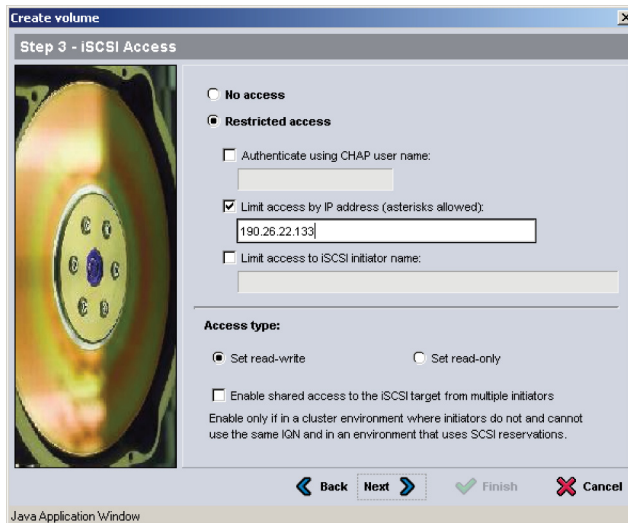 Create volume
Step 3 - iSCSI Access
No access
Restricted access
Authenticate using CHAP user name:
Limit access by IP address (asterisks allowed):
190.26.22.133
Limit access to iSCSI initiator name:
Access type:
Set read-write Set read-only
Enable shared access to the iSCSI target from multiple initiators
Enable only if in a cluster environment where initiators do not and cannot
use the same IQN and in an environment that uses SCSI reservations.
Back Next Finish Cancel
Java Application Window